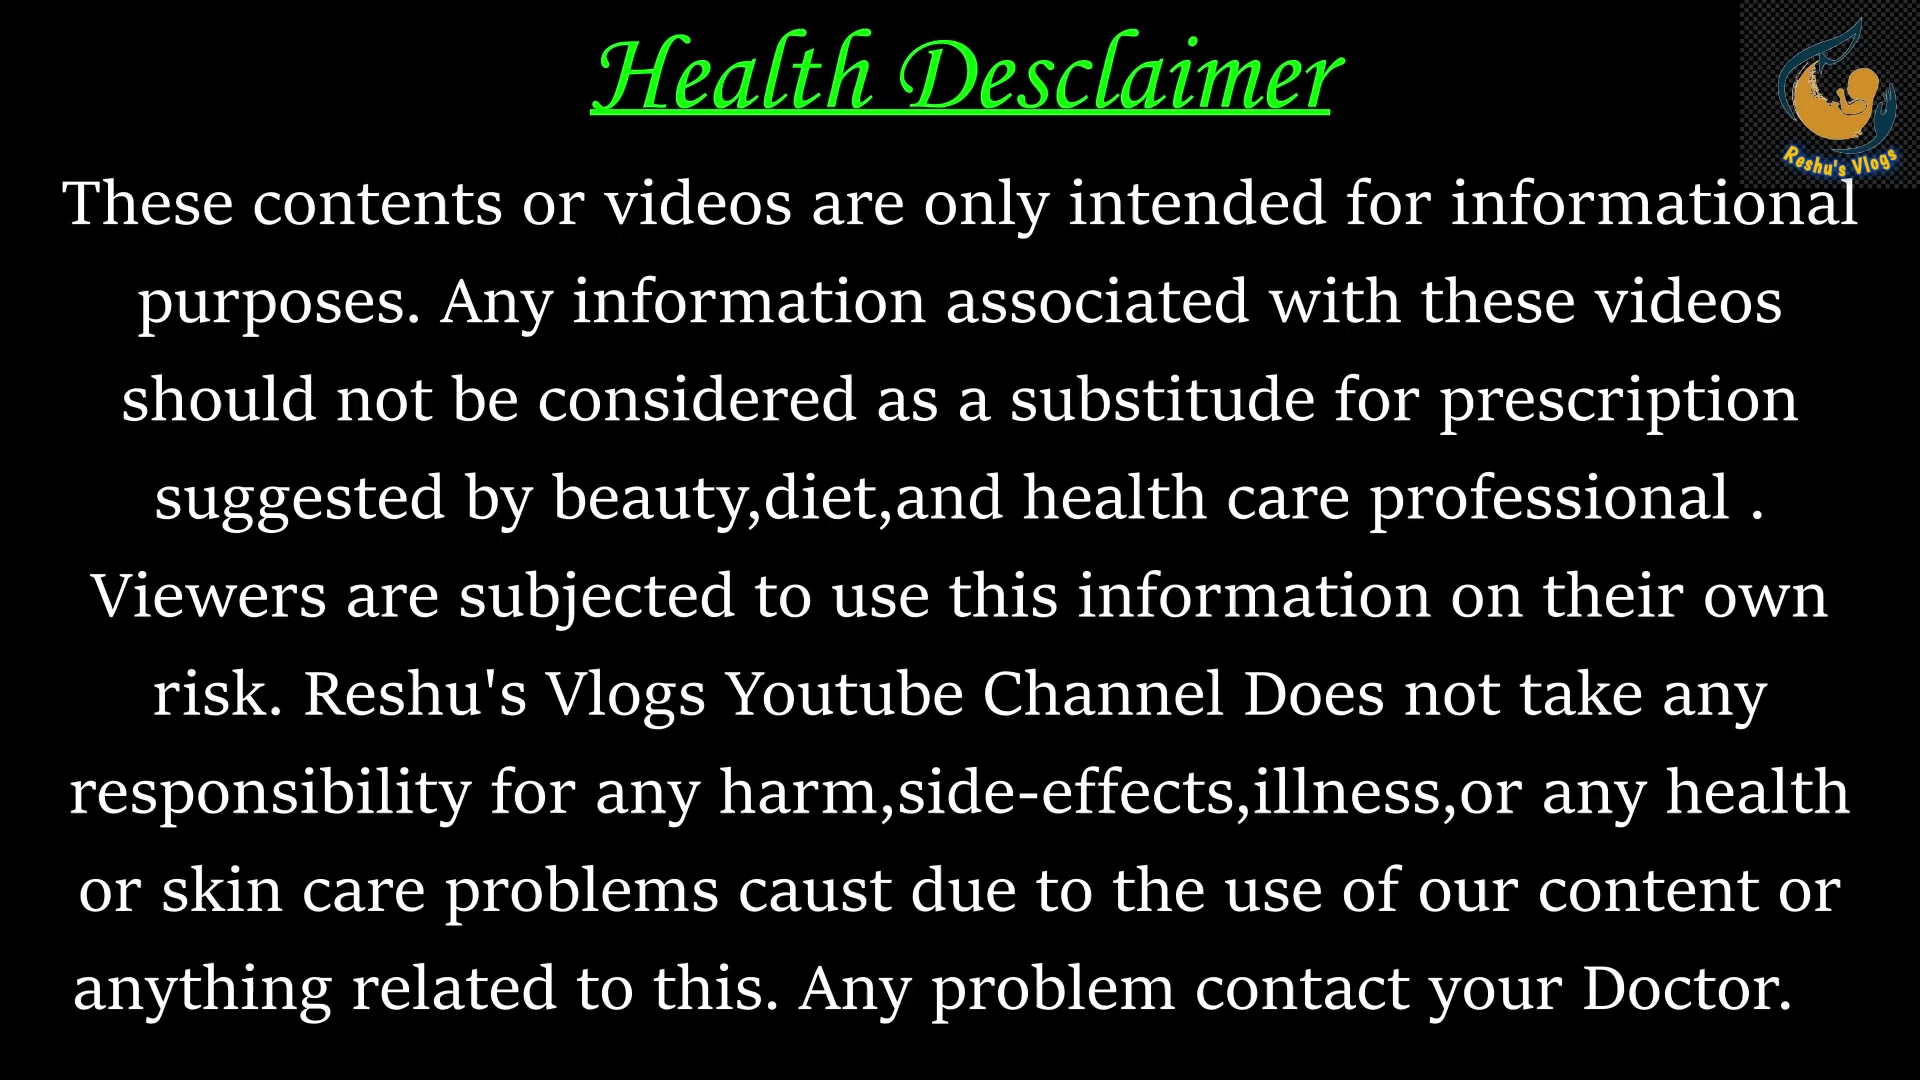 Health Desclaimer
Reshu's Vlogs
These contents or videos are only intended for informational
purposes. Any information associated with these videos
should not be considered as a substitude for prescription
suggested by beauty,diet,and health care professional .
Viewers are subjected to use this information on their own
risk. Reshu's Vlogs Youtube Channel Does not take any
responsibility for any harm,side-effects,illness,or any health
or skin care problems caust due to the use of our content or
anything related to this. Any problem contact your Doctor.